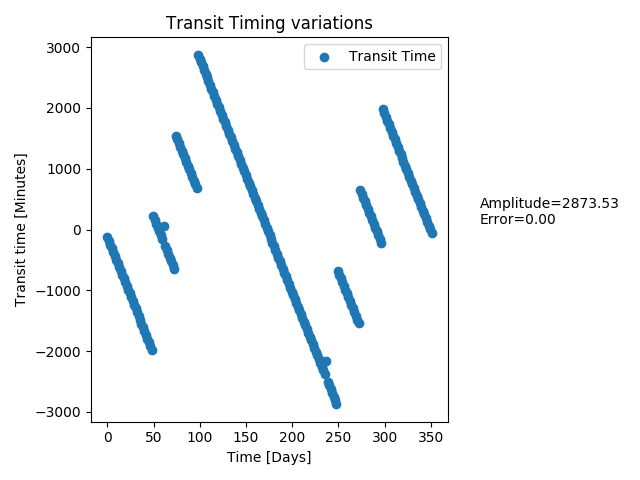 Transit Timing variations
Transit Time
Transit time [Minutes]
3000
2000
1000
0
−1000
−2000
−3000
0
50
100
150
200
250
300
350
Time [Days]
Amplitude=2873.53
Error=0.00